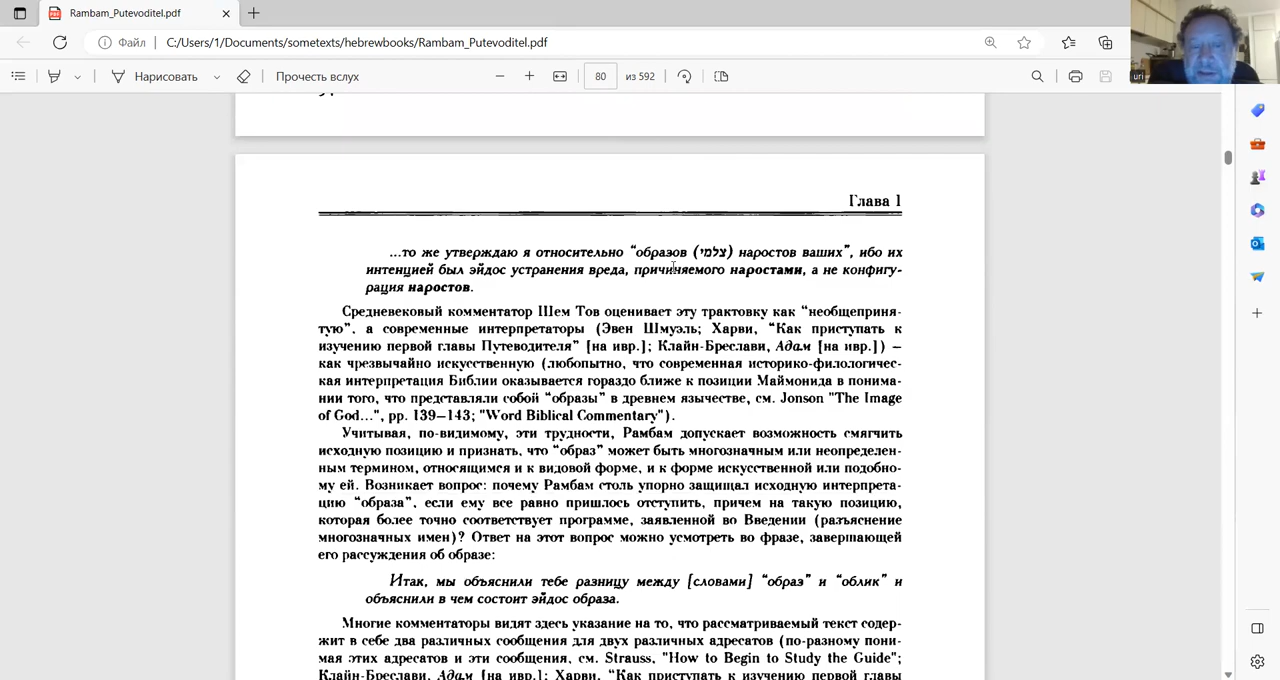 Rambam_Putevoditel.pdf
Файл C:/Users/1/Documents/sometexts/hebrewbooks/Rambam_Putevoditel.pdf
uri
Нарисовать Прочесть вслух 80 из 592
Глава 1
...то же утверждаю я относительно “образов (צלמי) наростов ваших”, ибо их
интенцией был эйдос устранения вреда, причиняемого наростами, а не конфигу-
рация наростов.
Средневековый комментатор Шем Тов оценивает эту трактовку как “необщеприня-
тую”, а современные интерпретаторы (Эвен Шмуэль; Харви, “Как приступать к
изучению первой главы Путеводителя” [на ивр.]; Клайн-Бреслави, Адам [на ивр.]) –
как чрезвычайно искусственную (любопытно, что современная историко-филологичес-
кая интерпретация Библии оказывается гораздо ближе к позиции Маймонида в понима-
нии того, что представляли собой “образы” в древнем язычестве, см. Jonson "The Image
of God...", pp. 139–143; "Word Biblical Commentary").
Учитывая, по-видимому, эти трудности, Рамбам допускает возможность смягчить
исходную позицию и признать, что “образ” может быть многозначным или неопределен-
ным термином, относящимся и к видовой форме, и к форме искусственной или подобно-
му ей. Возникает вопрос: почему Рамбам столь упорно защищал исходную интерпрета-
цию “образа”, если ему все равно пришлось отступить, причем на такую позицию,
которая более точно соответствует программе, заявленной во Введении (разъяснение
многозначных имен)? Ответ на этот вопрос можно усмотреть во фразе, завершающей
его рассуждения об образе:
Итак, мы объяснили тебе разницу между [словами] “образ” и “облик” и
объяснили в чем состоит эйдос образа.
Многие комментаторы видят здесь указание на то, что рассматриваемый текст содер-
жит в себе два различных сообщения для двух различных адресатов (по-разному пони-
мая этих адресатов и эти сообщения, см. Strauss, "How to Begin to Study the Guide";
Клайн-Бреслави, Адам [на ивр.]; Харви, “Как приступать к изучению первой главы